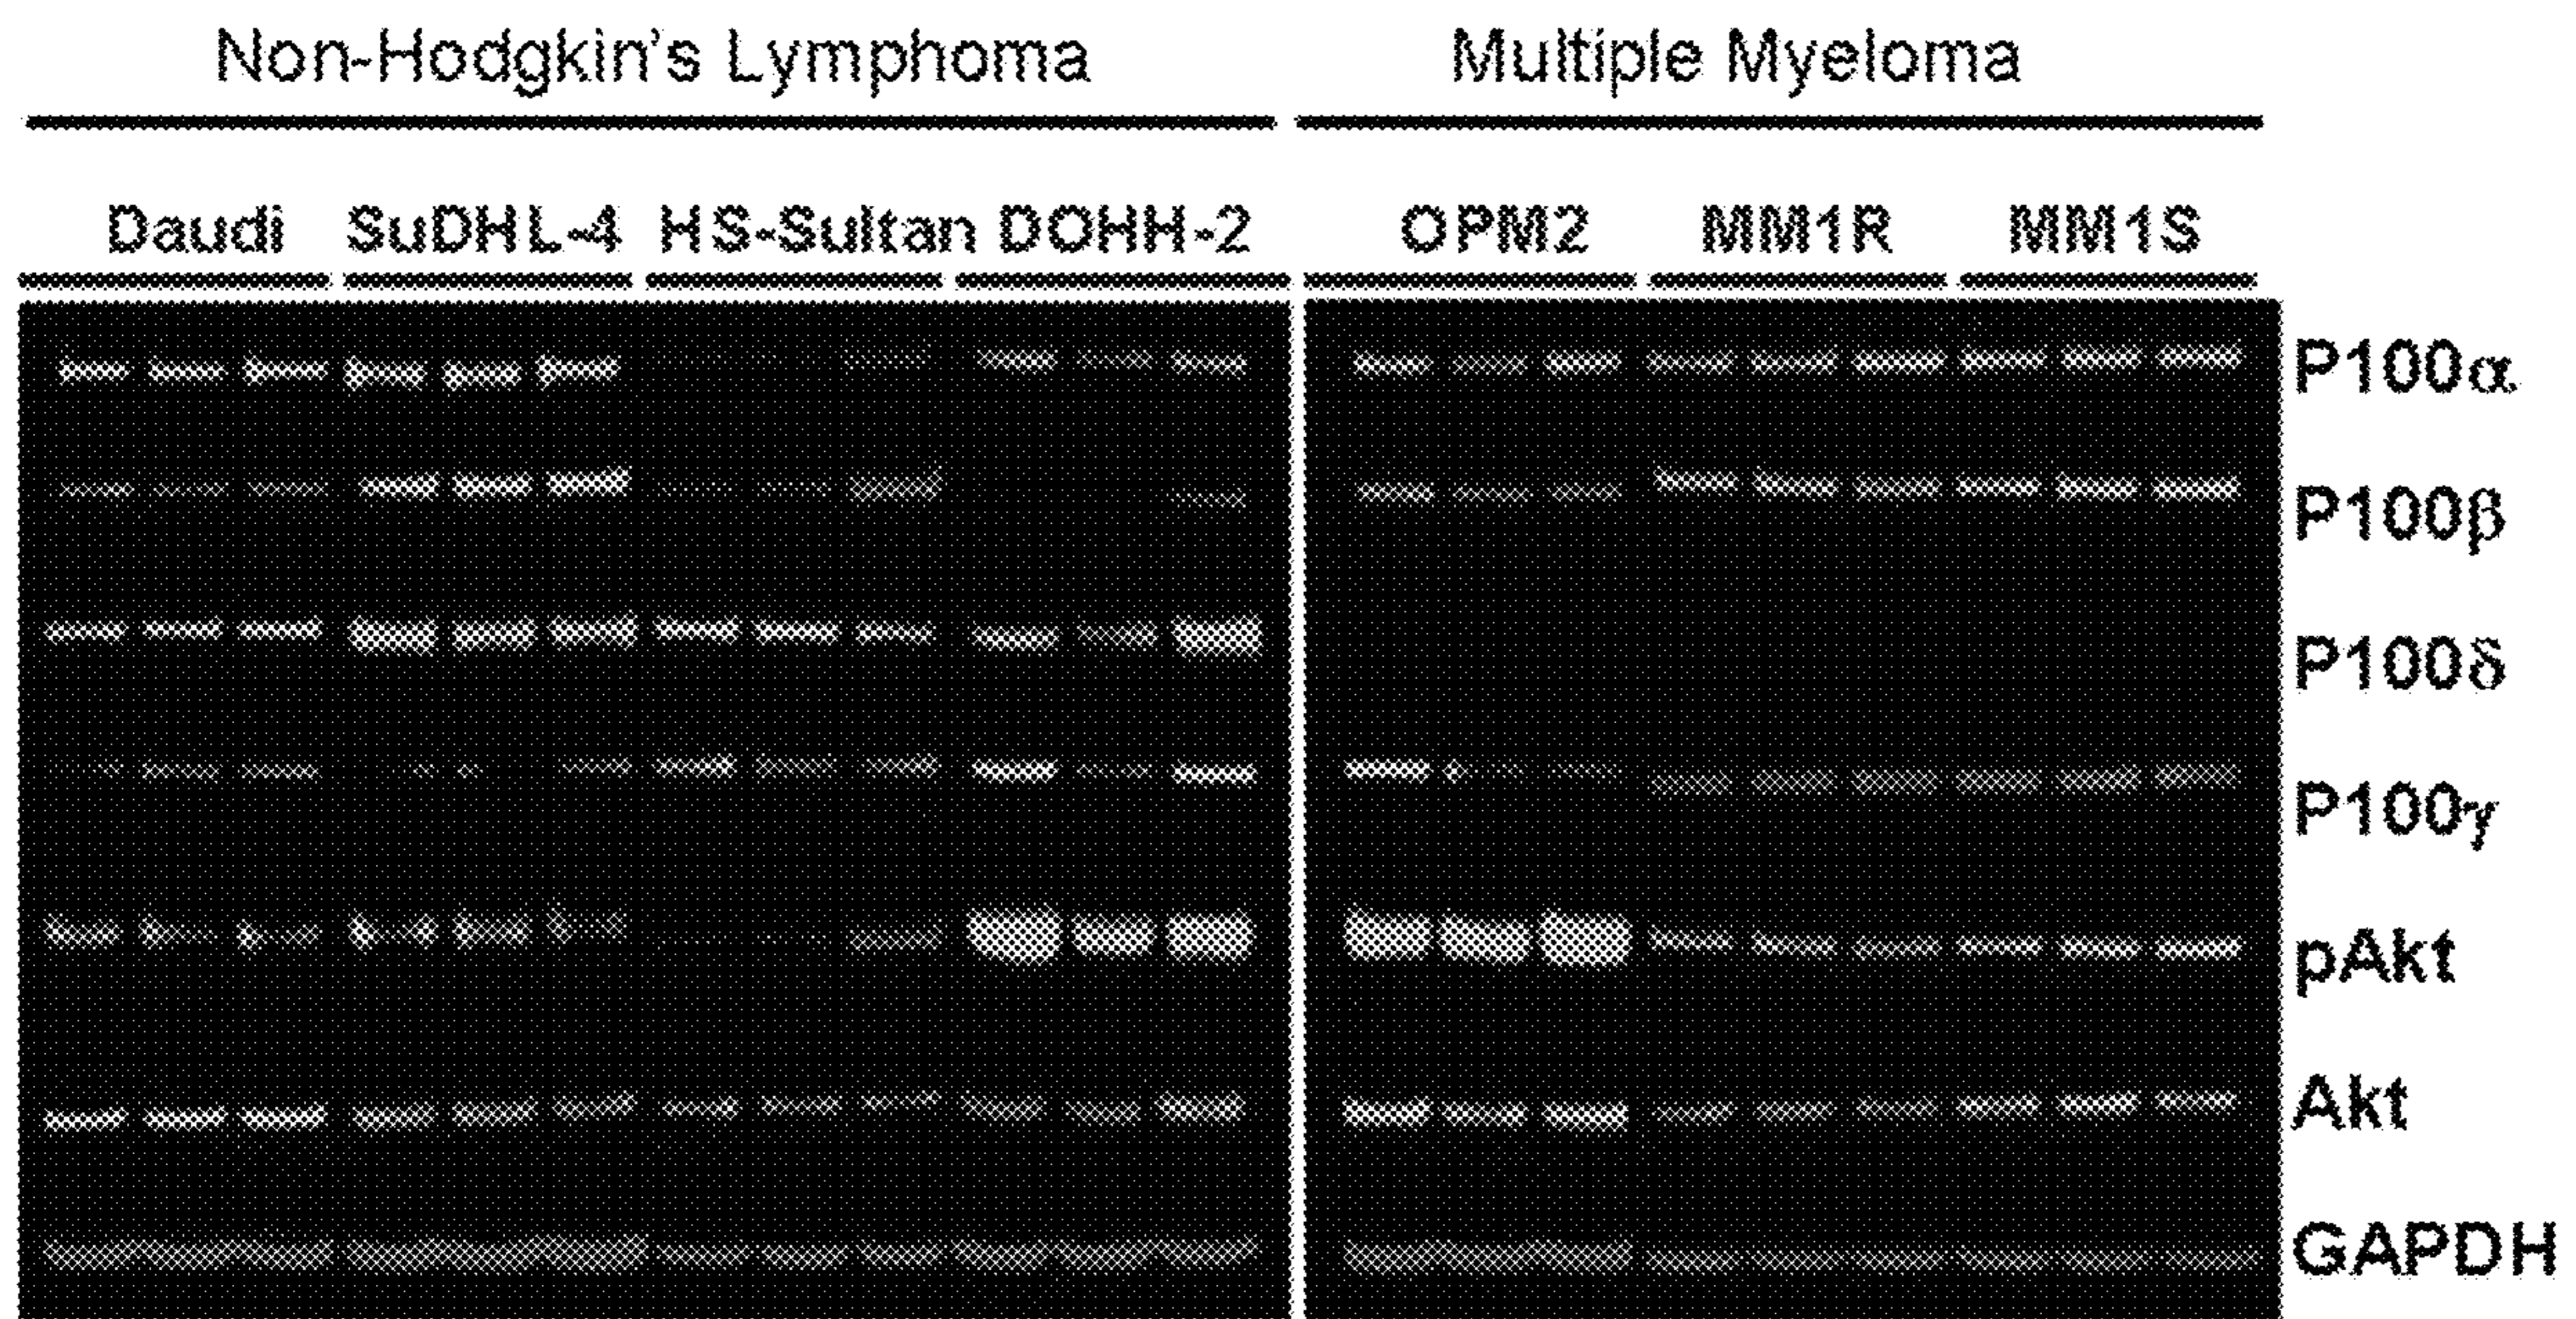 Non-Hodgkin's Lymphoma Multiple Myeloma
Daudi SuDHL-4 HS-Sultan DOHH-2 OPM2 MM1R MM1S
P100α
P100β
P100δ
P100γ
pAkt
Akt
GAPDH